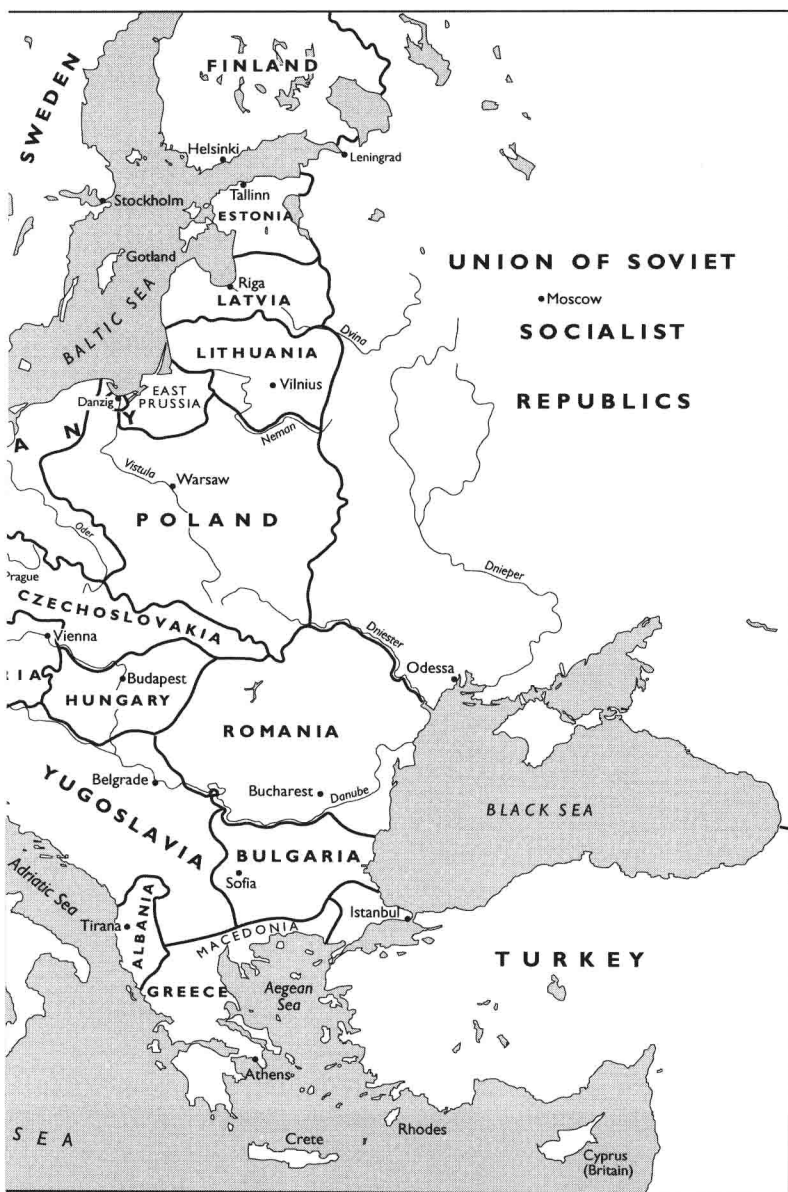 FINLAND
SWEDEN
Helsinki
Leningrad
Tallinn
Stockholm
ESTONIA
Gotland
UNION OF SOVIET
Riga
Moscow
LATVIA
SOCIALIST
BALTIC SEA
Dvina
LITHUANIA
Vilnius
EAST
PRUSSIA
REPUBLICS
Danzig
A N Y
Neman
Vistula
Warsaw
POLAND
Oder
Dnieper
Prague
CZECHOSLOVAKIA
Dniester
Vienna
Odessa
RIA
Budapest
HUNGARY
ROMANIA
Belgrade
Bucharest
Danube
YUGOSLAVIA
BLACK SEA
BULGARIA
Adriatic Sea
Sofia
Istanbul
Tirana
ALBANIA
MACEDONIA
TURKEY
GREECE
Aegean
Sea
Athens
SEA
Crete
Rhodes
Cyprus
(Britain)